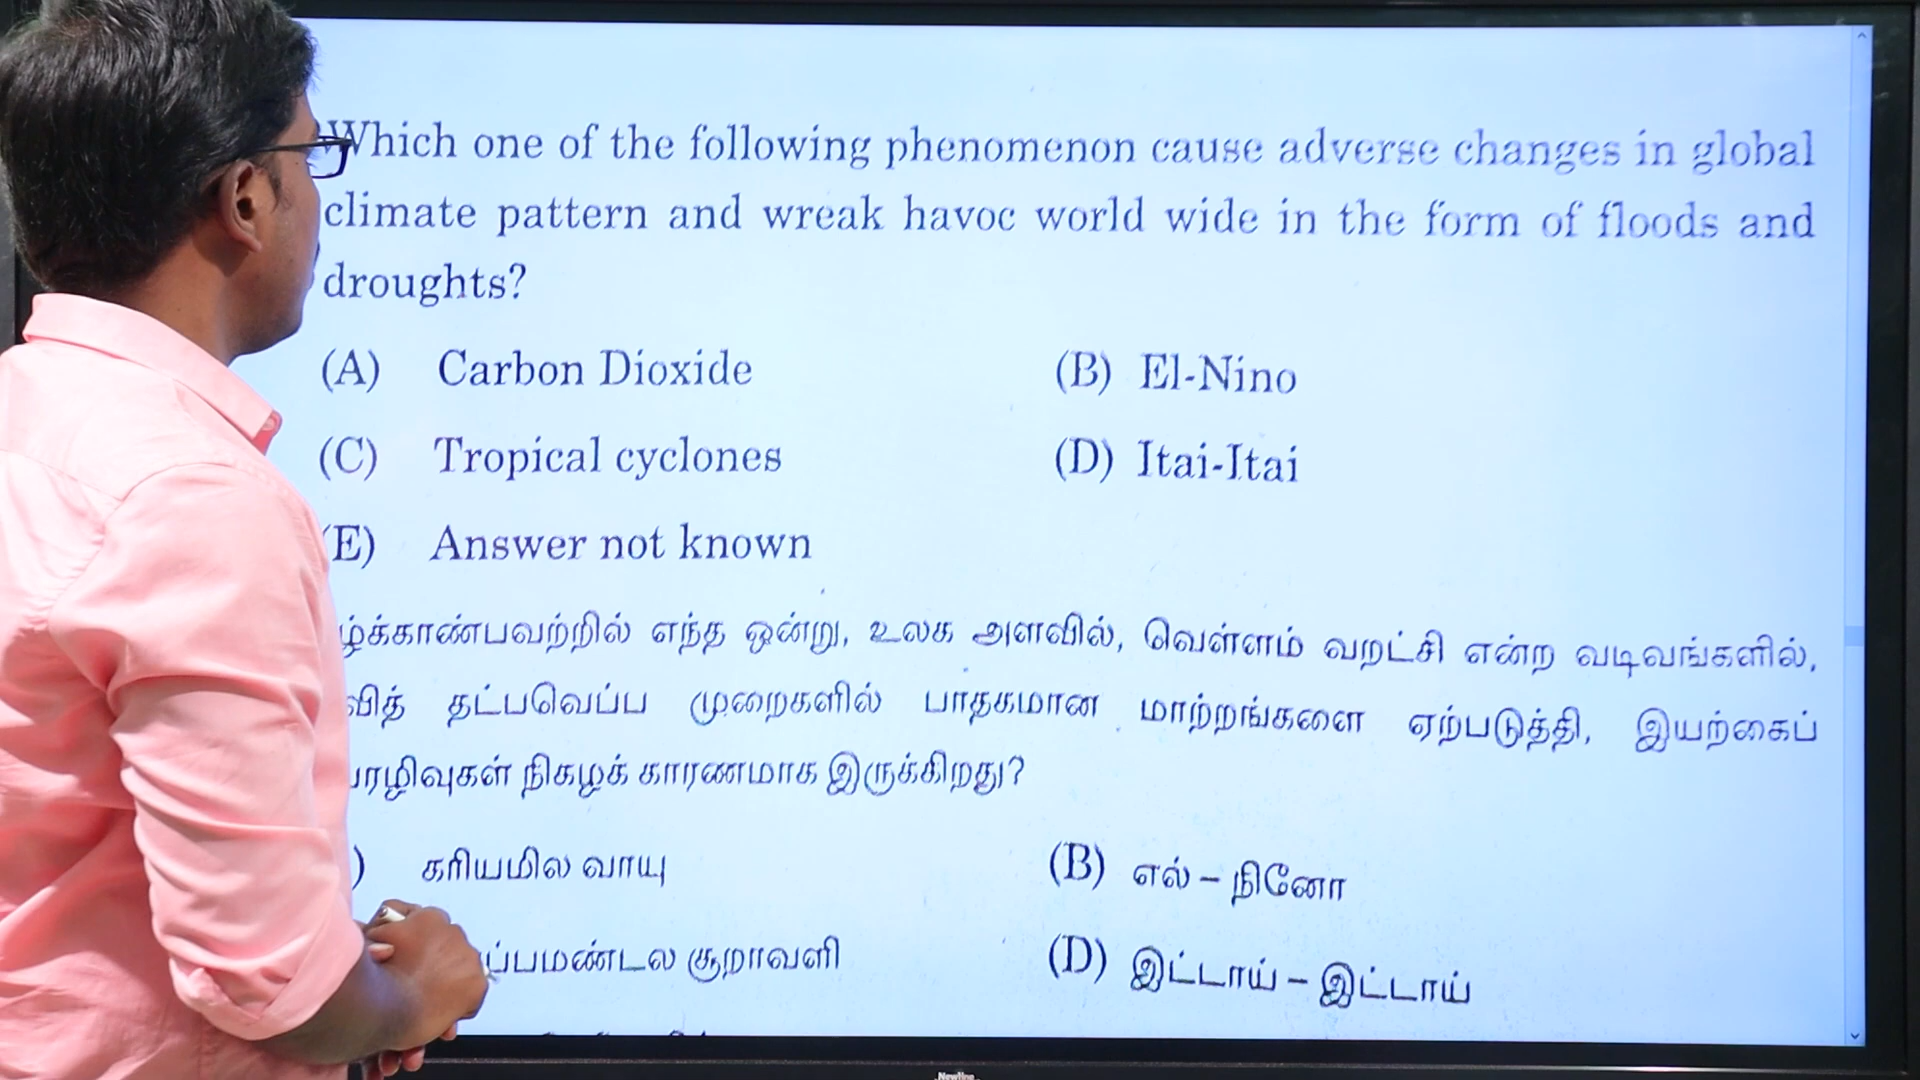 Which one of the following phenomenon cause adverse changes in global
climate pattern and wreak havoc world wide in the form of floods and
droughts?
(A) Carbon Dioxide (B) El-Nino
(C) Tropical cyclones (D) Itai-Itai
E) Answer not known
ழ்க்காண்பவற்றில் எந்த ஒன்று, உலக அளவில், வெள்ளம் வறட்சி என்ற வடிவங்களில்,
வித் தட்பவெப்ப முறைகளில் பாதகமான மாற்றங்களை ஏற்படுத்தி, இயற்கைப்
ரழிவுகள் நிகழக் காரணமாக இருக்கிறது?
) கரியமில வாயு (B) எல் – நினோ
ப்பமண்டல சூறாவளி (D) இட்டாய் – இட்டாய்
Newline